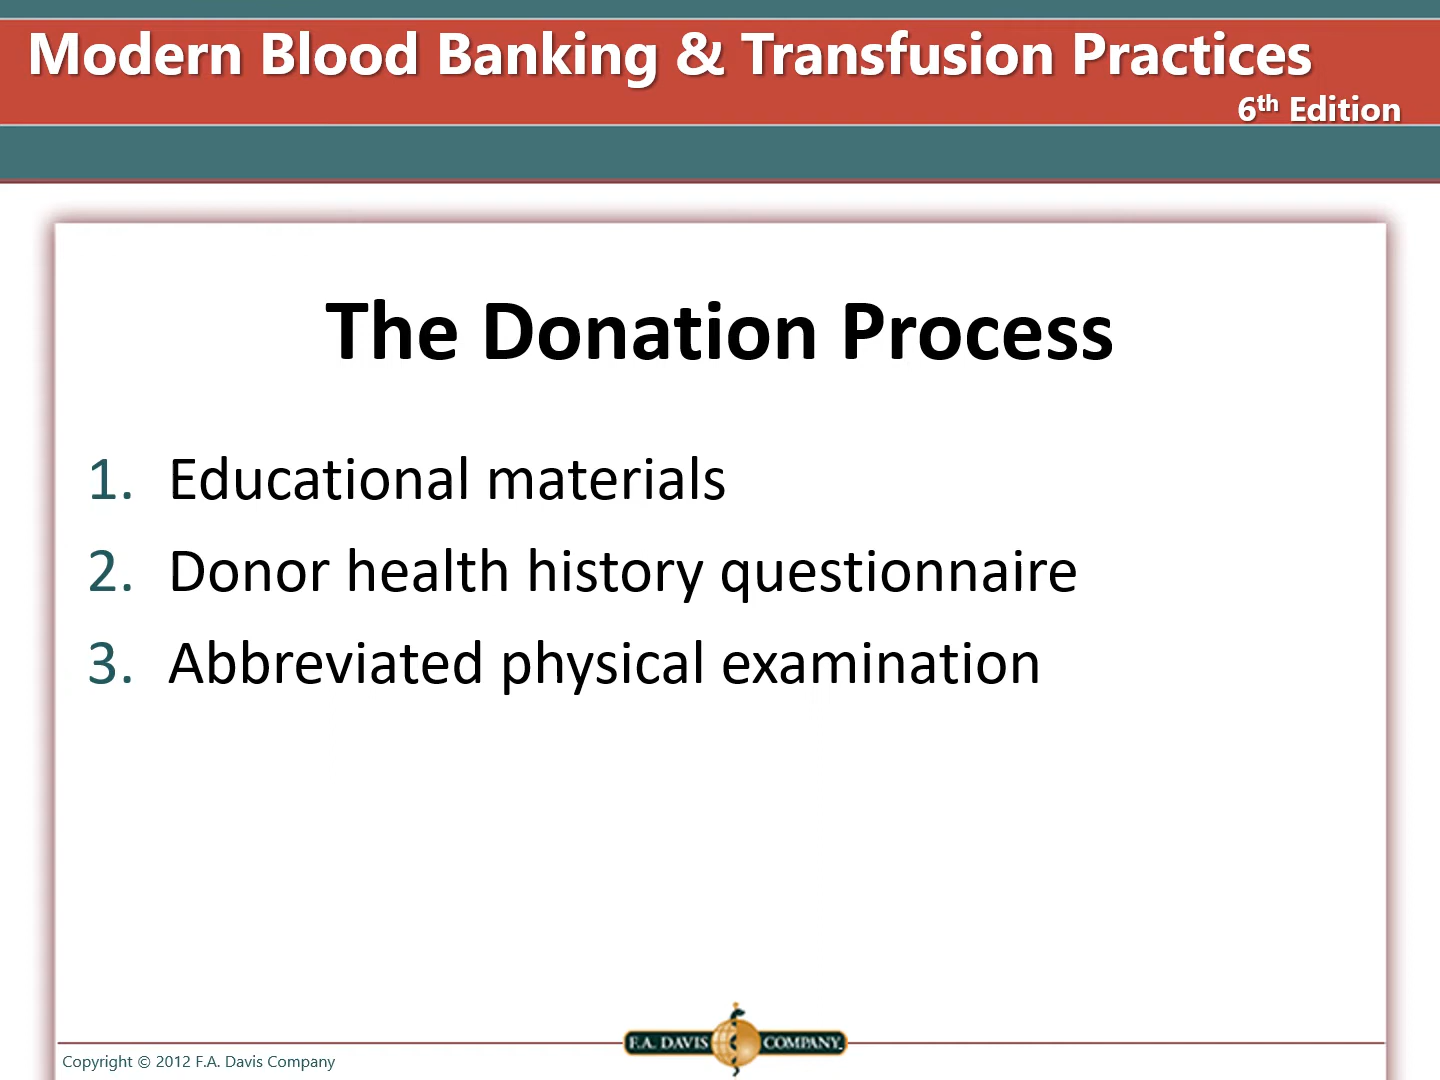 Modern Blood Banking & Transfusion Practices
6th Edition
The Donation Process
1. Educational materials
2. Donor health history questionnaire
3. Abbreviated physical examination
F.A. DAVIS COMPANY.
Copyright © 2012 F.A. Davis Company